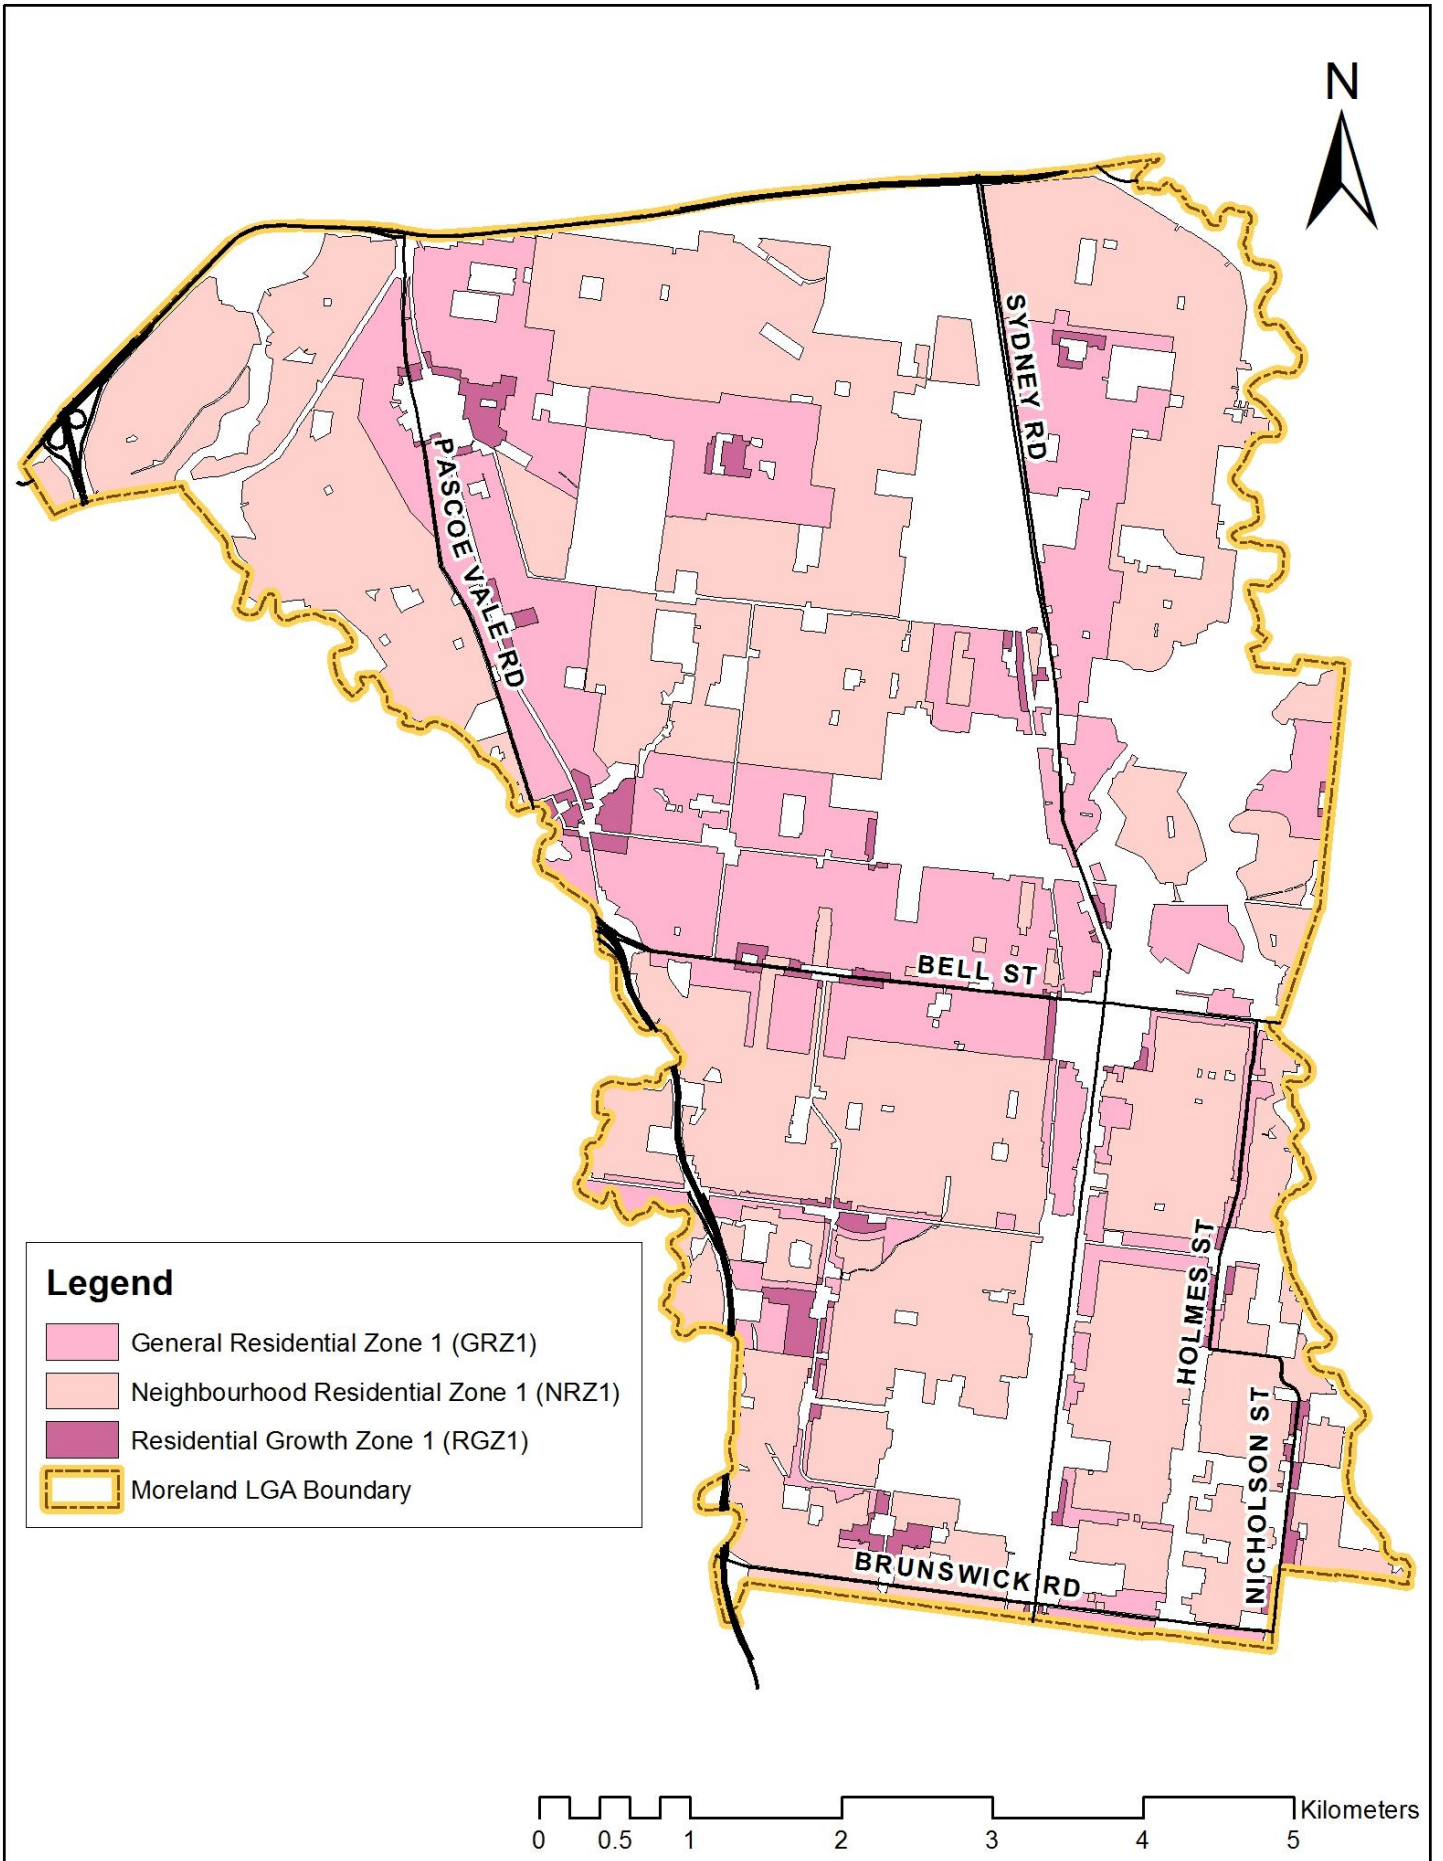 N
SYDNEY RD
PASCOE VALE RD
BELL ST
HOLMES ST
NICHOLSON ST
BRUNSWICK RD
Legend
General Residential Zone 1 (GRZ1)
Neighbourhood Residential Zone 1 (NRZ1)
Residential Growth Zone 1 (RGZ1)
Moreland LGA Boundary
Kilometers
0 0.5 1 2 3 4 5